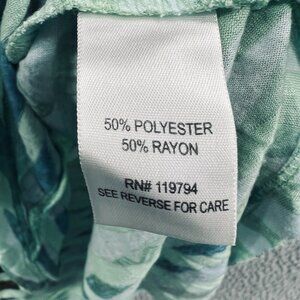 50% POLYESTER
50% RAYON
RN# 119794
SEE REVERSE FOR CARE